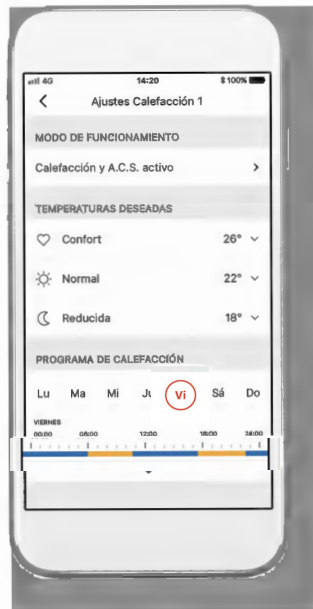 4G 14:20 100%
Ajustes Calefacción 1
MODO DE FUNCIONAMIENTO
Calefacción y A.C.S. activo
TEMPERATURAS DESEADAS
Confort 26°
Normal 22°
Reducida 18°
PROGRAMA DE CALEFACCIÓN
Lu Ma Mi Vi Sá Do
VIERNES
00:00 06:00 12:00 18:00 24:00